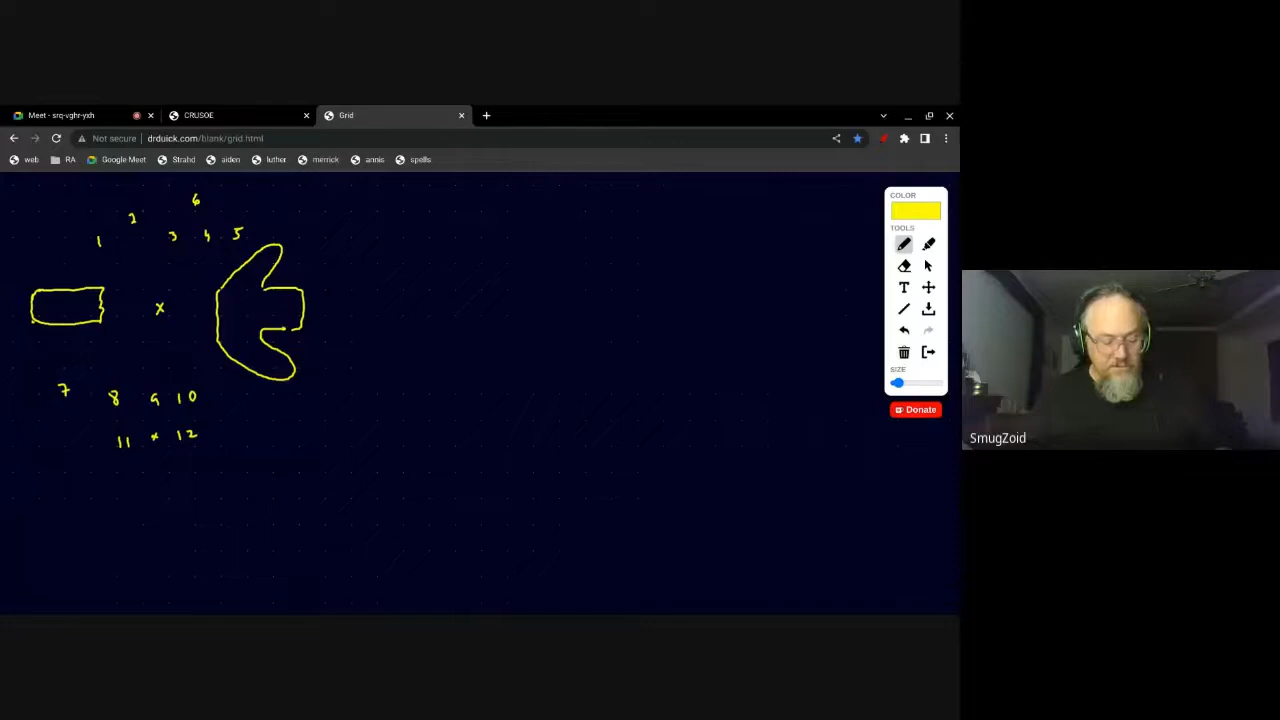 Meet - srq-vghr-yxh
CRUSOE
Grid
Not secure drduick.com/blank/grid.html
web RA Google Meet Strahd aiden luther merrick annis spells
COLOR
TOOLS
T
SIZE
Donate
6
2
1 3 4 5
x
7 8 9 10
11 x 12
SmugZoid